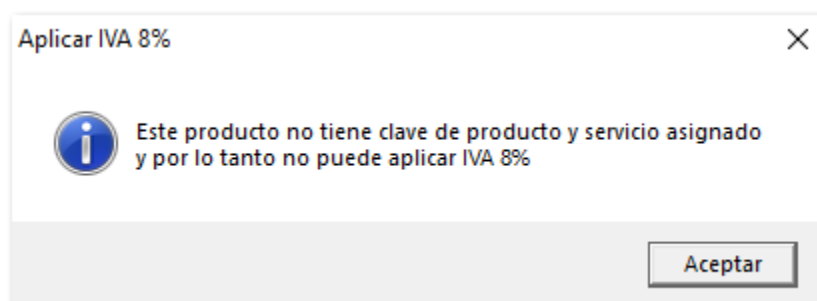 Aplicar IVA 8%
Este producto no tiene clave de producto y servicio asignado
y por lo tanto no puede aplicar IVA 8%
Aceptar